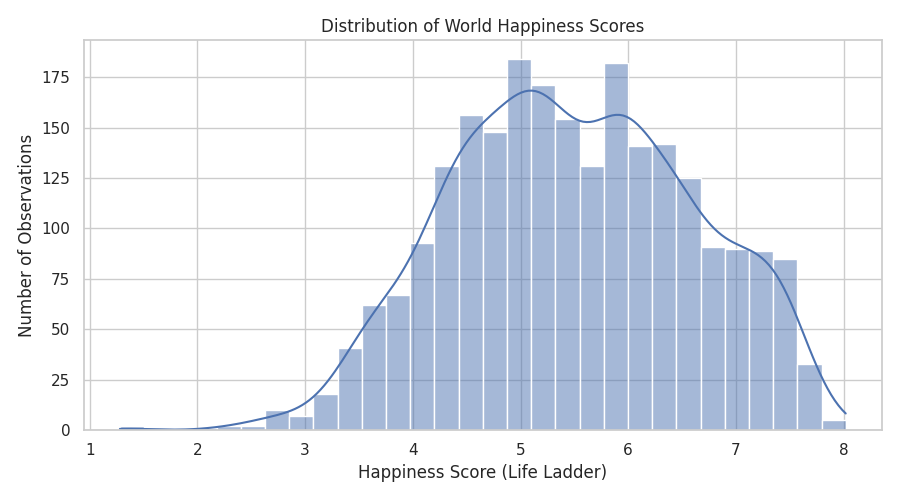 Distribution of World Happiness Scores
Number of Observations
175
150
125
100
75
50
25
0
1 2 3 4 5 6 7 8
Happiness Score (Life Ladder)